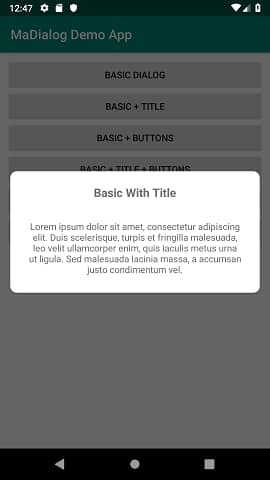 12:47
MaDialog Demo App
BASIC DIALOG
BASIC + TITLE
BASIC + BUTTONS
BASIC + TITLE + BUTTONS
Basic With Title
Lorem ipsum dolor sit amet, consectetur adipiscing
elit. Duis scelerisque, turpis et fringilla malesuada,
leo velit ullamcorper enim, quis iaculis metus urna
ut ligula. Sed malesuada lacinia massa, a accumsan
justo condimentum vel.